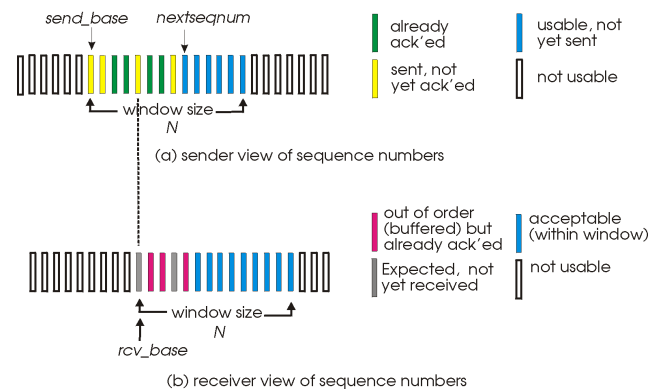 send_base
nextseqnum
already
ack'ed
usable, not
yet sent
sent, not
yet ack'ed
not usable
window size
N
(a) sender view of sequence numbers
out of order
(buffered) but
already ack'ed
acceptable
(within window)
Expected, not
yet received
not usable
window size
N
rcv_base
(b) receiver view of sequence numbers